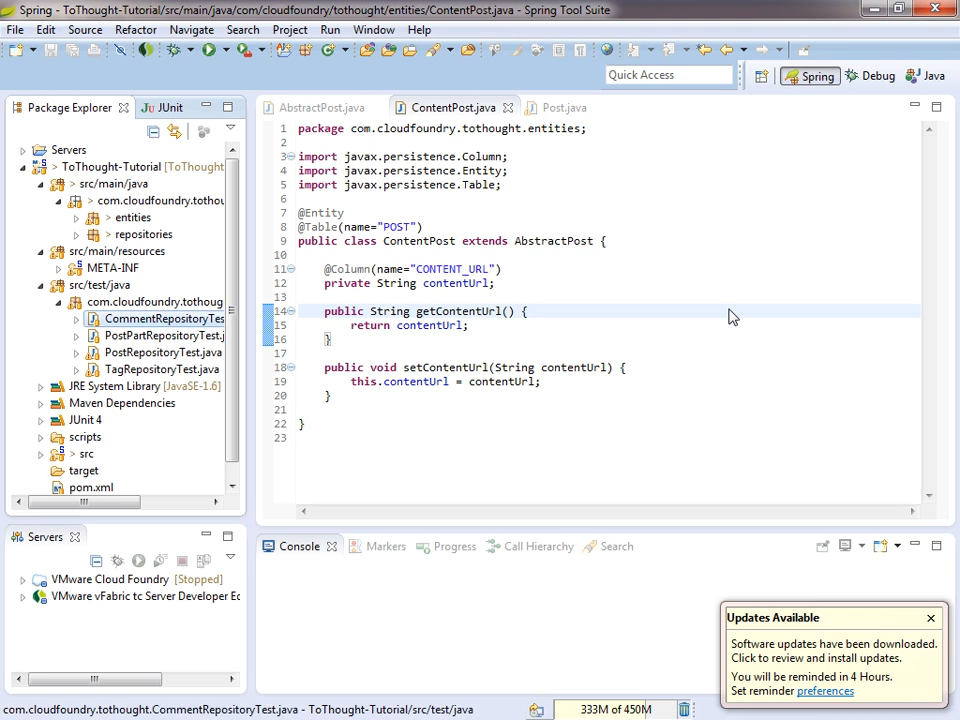 Spring - ToThought-Tutorial/src/main/java/com/cloudfoundry/tothought/entities/ContentPost.java - Spring Tool Suite
File Edit Source Refactor Navigate Search Project Run Window Help
Quick Access
Spring Debug Java
Package Explorer JUnit
AbstractPost.java ContentPost.java Post.java
Servers
> ToThought-Tutorial [ToThought
> src/main/java
> com.cloudfoundry.tothou
> entities
> repositories
src/main/resources
META-INF
src/test/java
com.cloudfoundry.tothoug
CommentRepositoryTes
PostPartRepositoryTest.j
PostRepositoryTest.java
TagRepositoryTest.java
JRE System Library [JavaSE-1.6]
Maven Dependencies
JUnit 4
scripts
> src
target
pom.xml
1 package com.cloudfoundry.tothought.entities;
2
3 import javax.persistence.Column;
4 import javax.persistence.Entity;
5 import javax.persistence.Table;
6
7 @Entity
8 @Table(name="POST")
9 public class ContentPost extends AbstractPost {
10
11 @Column(name="CONTENT_URL")
12 private String contentUrl;
13
14 public String getContentUrl() {
15 return contentUrl;
16 }
17
18 public void setContentUrl(String contentUrl) {
19 this.contentUrl = contentUrl;
20 }
21
22 }
23
Servers
VMware Cloud Foundry [Stopped]
VMware vFabric tc Server Developer Ed
Console Markers Progress Call Hierarchy Search
Updates Available
Software updates have been downloaded.
Click to review and install updates.
You will be reminded in 4 Hours.
Set reminder preferences
com.cloudfoundry.tothought.CommentRepositoryTest.java - ToThought-Tutorial/src/test/java
333M of 450M